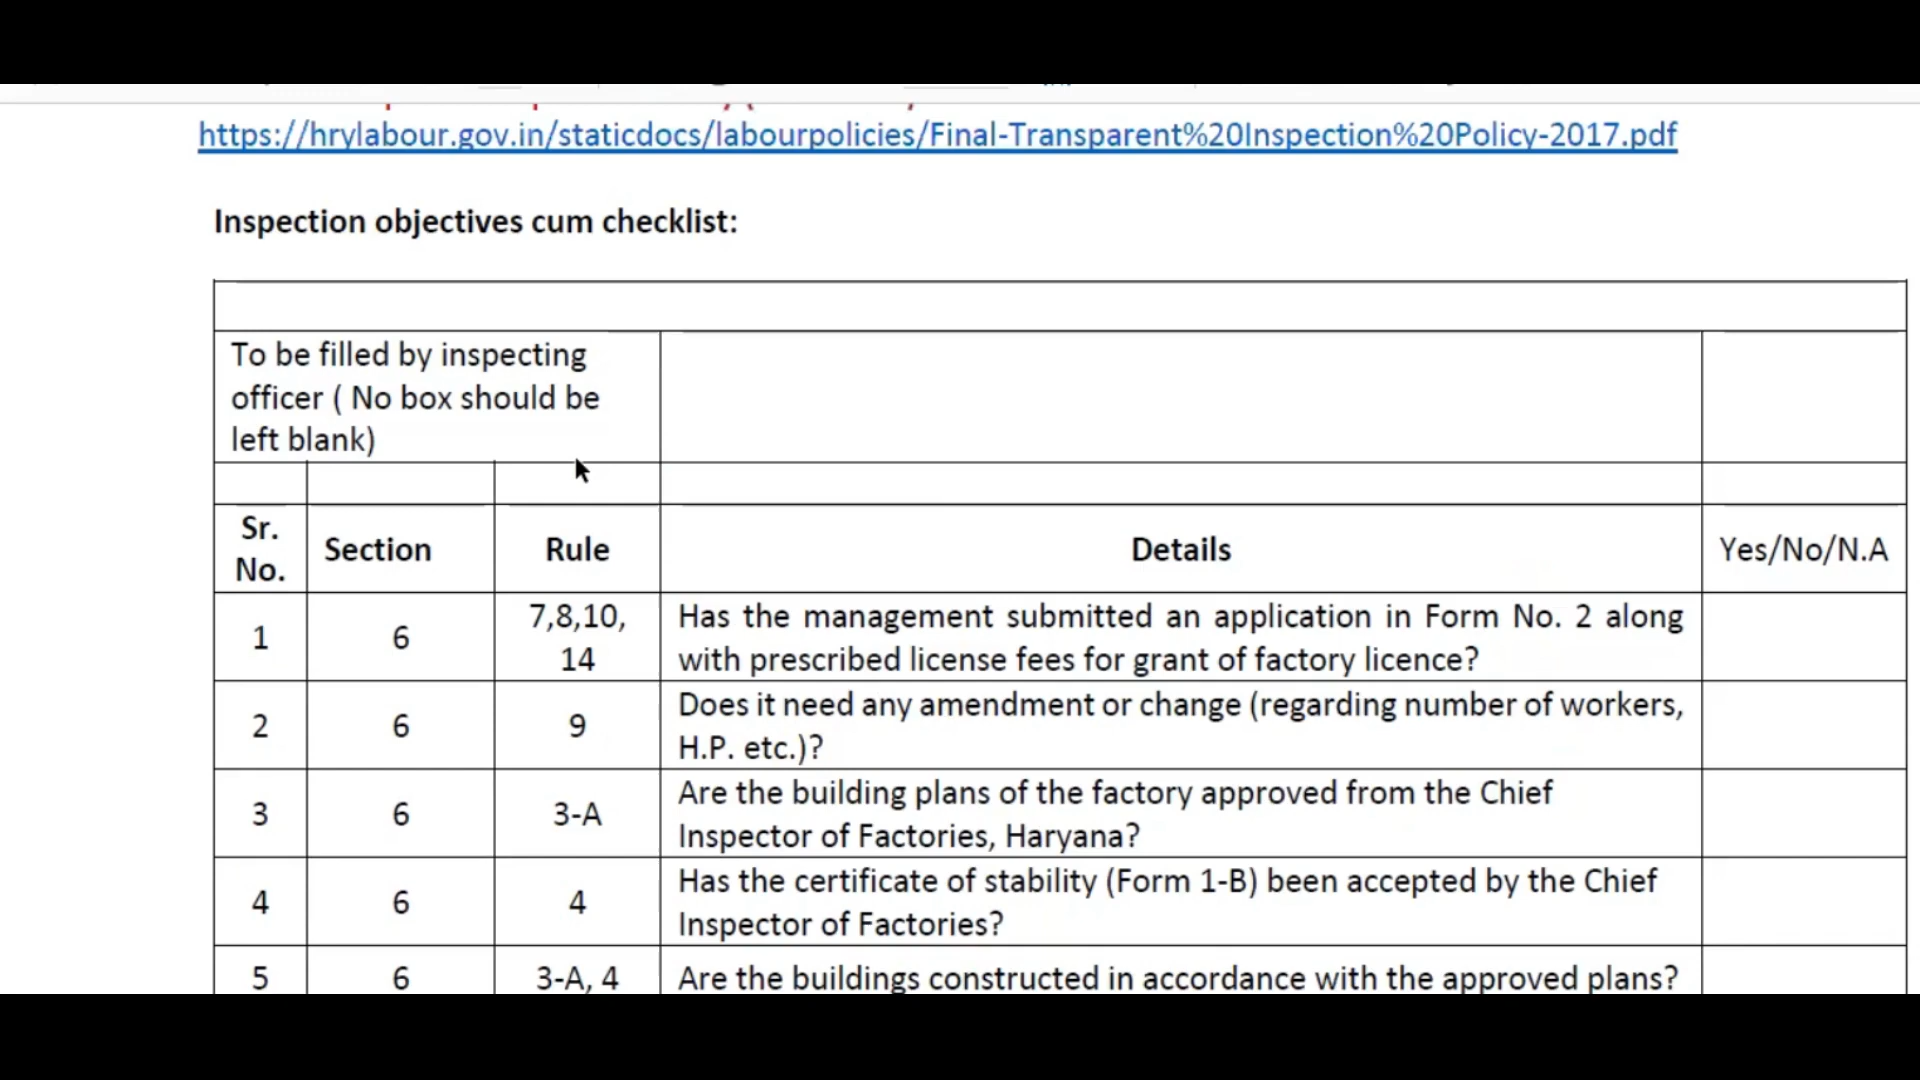 https://hrylabour.gov.in/staticdocs/labourpolicies/Final-Transparent%20Inspection%20Policy-2017.pdf
Inspection objectives cum checklist:
To be filled by inspecting
officer ( No box should be
left blank)
Sr.
No.
Section
Rule
Details
Yes/No/N.A
1
6
7,8,10,
14
Has the management submitted an application in Form No. 2 along
with prescribed license fees for grant of factory licence?
2
6
9
Does it need any amendment or change (regarding number of workers,
H.P. etc.)?
3
6
3-A
Are the building plans of the factory approved from the Chief
Inspector of Factories, Haryana?
4
6
4
Has the certificate of stability (Form 1-B) been accepted by the Chief
Inspector of Factories?
5
6
3-A, 4
Are the buildings constructed in accordance with the approved plans?